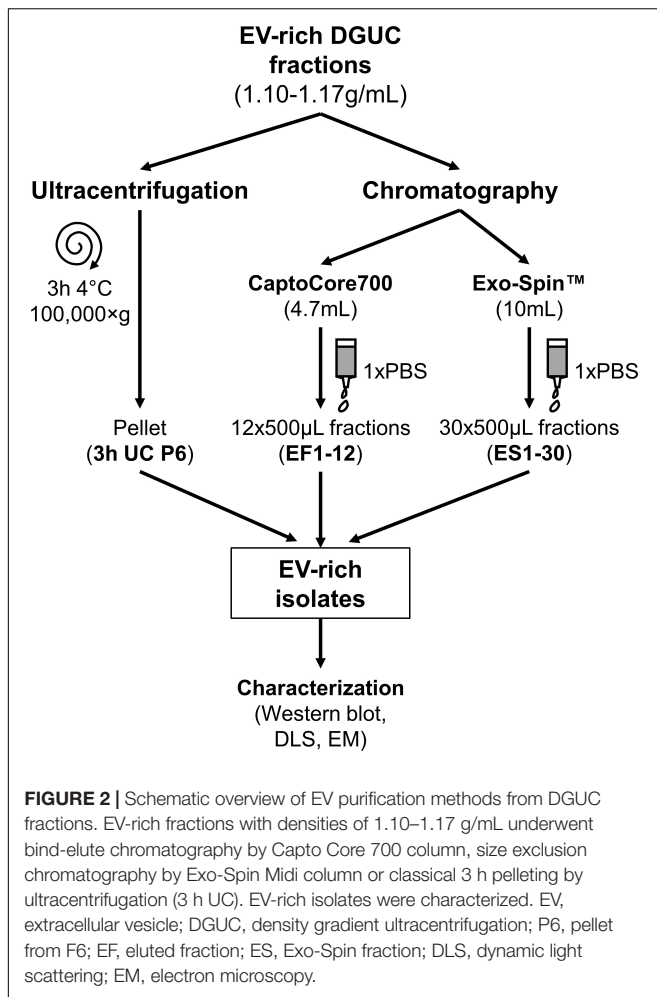 EV-rich DGUC
fractions
(1.10-1.17g/mL)
Ultracentrifugation
Chromatography
3h 4°C
100,000×g
CaptoCore700
(4.7mL)
Exo-Spin™
(10mL)
1xPBS
1xPBS
Pellet
(3h UC P6)
12x500µL fractions
(EF1-12)
30x500µL fractions
(ES1-30)
EV-rich
isolates
Characterization
(Western blot,
DLS, EM)
FIGURE 2 | Schematic overview of EV purification methods from DGUC
fractions. EV-rich fractions with densities of 1.10–1.17 g/mL underwent
bind-elute chromatography by Capto Core 700 column, size exclusion
chromatography by Exo-Spin Midi column or classical 3 h pelleting by
ultracentrifugation (3 h UC). EV-rich isolates were characterized. EV,
extracellular vesicle; DGUC, density gradient ultracentrifugation; P6, pellet
from F6; EF, eluted fraction; ES, Exo-Spin fraction; DLS, dynamic light
scattering; EM, electron microscopy.